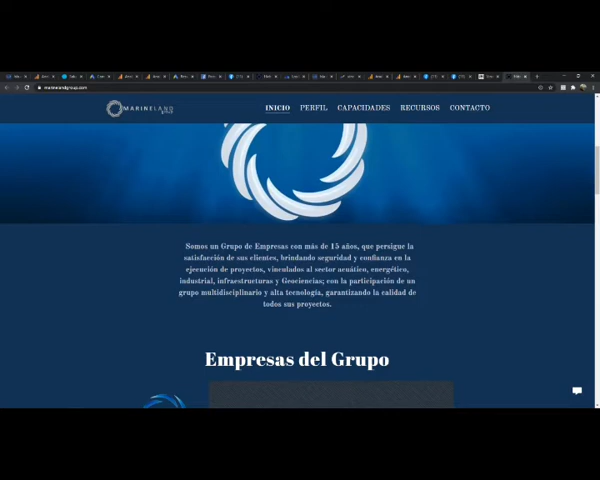 marinelandgroup.com
MARINELAND
group
INICIO PERFIL CAPACIDADES RECURSOS CONTACTO
Somos un Grupo de Empresas con más de 15 años, que persigue la
satisfacción de sus clientes, brindando seguridad y confianza en la
ejecución de proyectos, vinculados al sector acuático, energético,
industrial, infraestructuras y Geociencias; con la participación de un
grupo multidisciplinario y alta tecnología, garantizando la calidad de
todos sus proyectos.
Empresas del Grupo